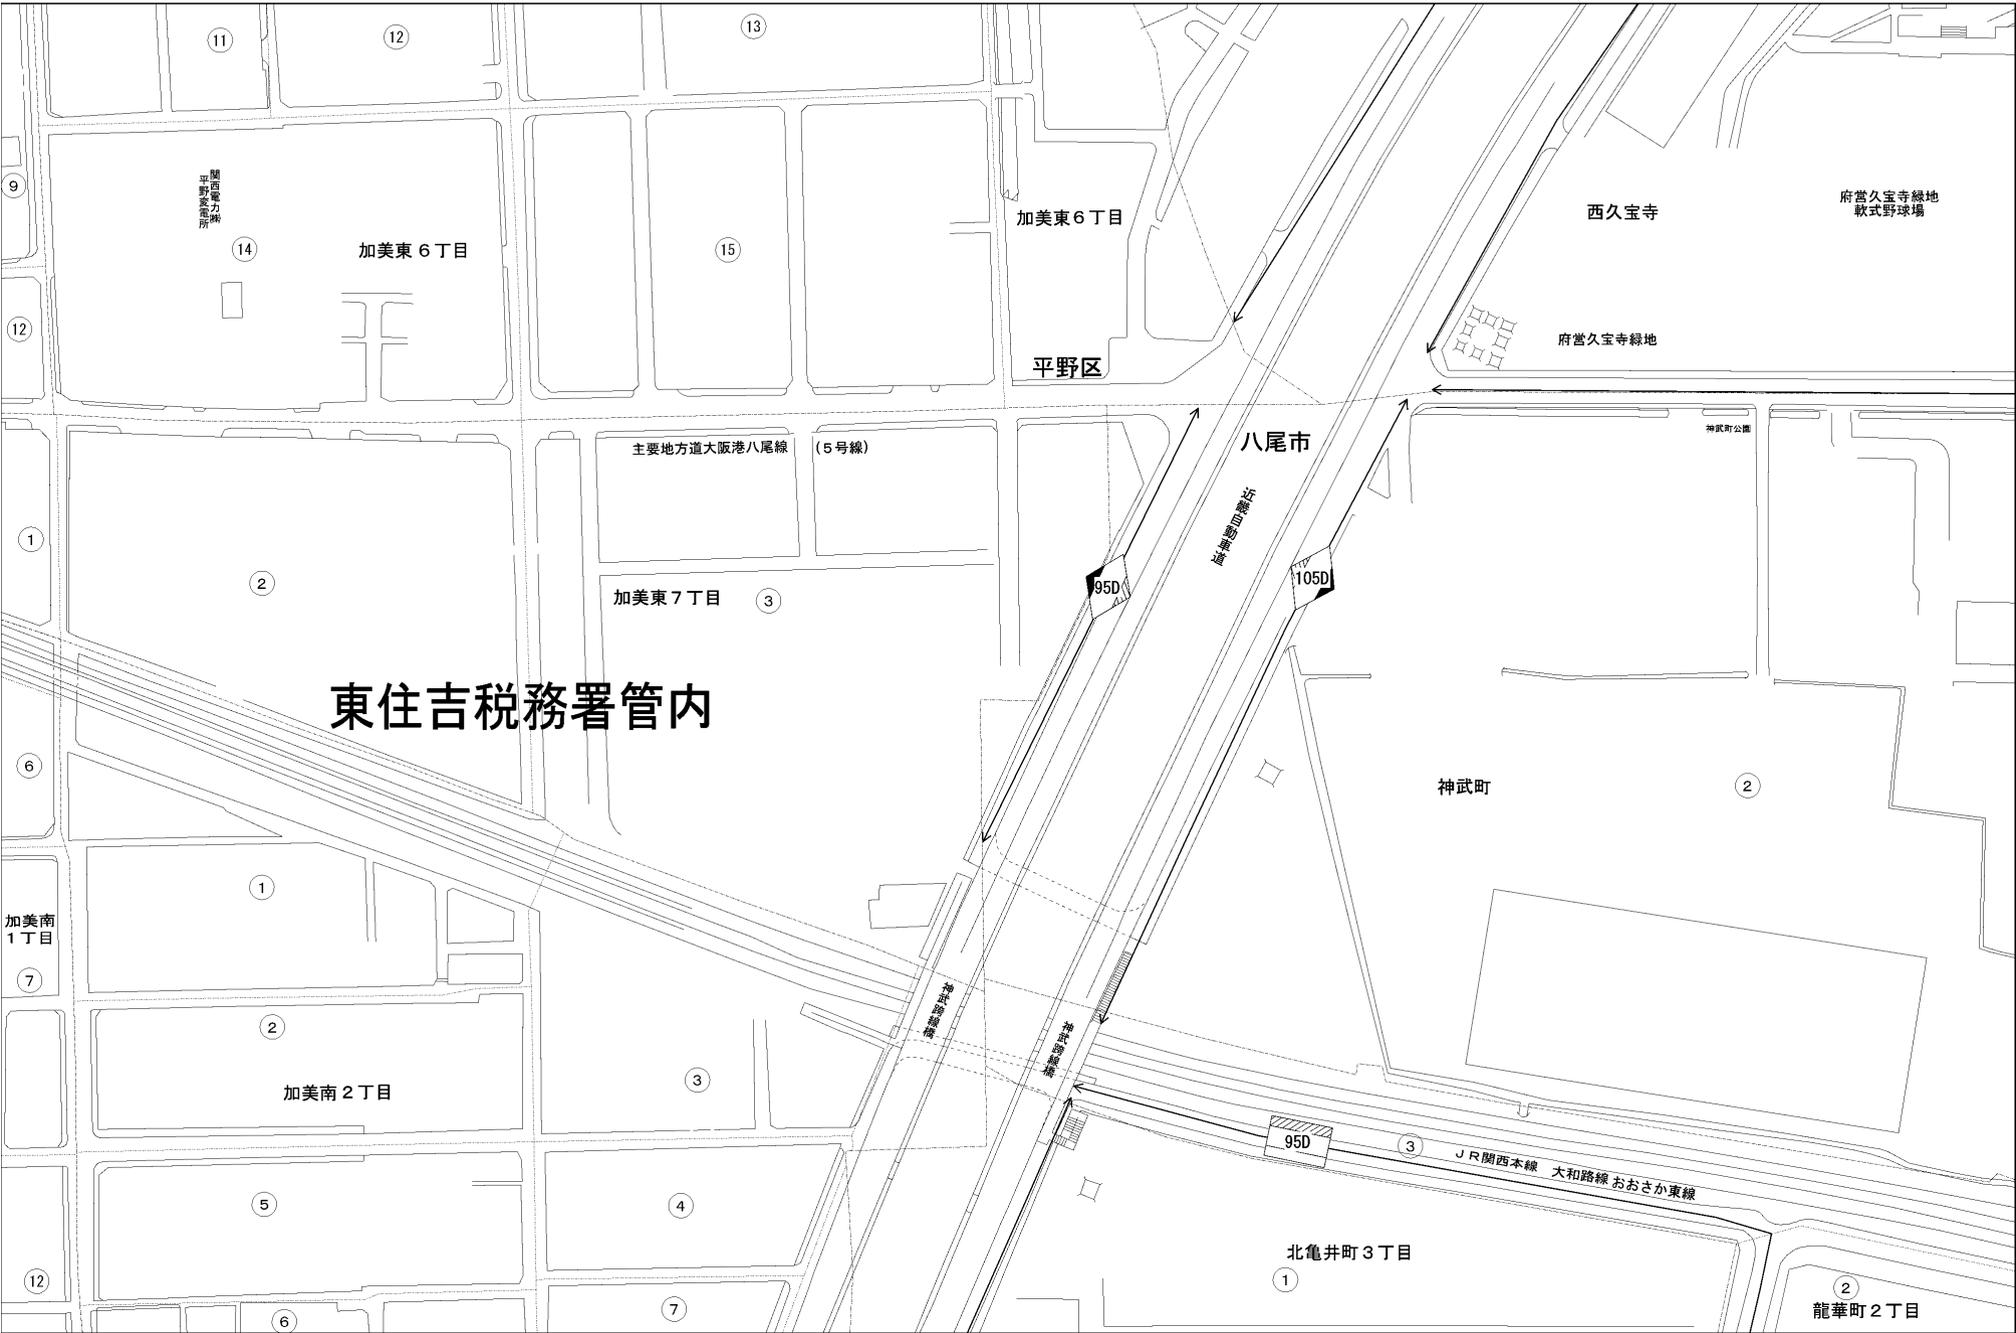 ⑪
⑫
⑬
⑨
関西電力㈱
平野変電所
⑭
加美東６丁目
⑮
加美東６丁目
西久宝寺
府営久宝寺緑地
軟式野球場
⑫
平野区
府営久宝寺緑地
神武町公園
主要地方道大阪港八尾線　(５号線)
八尾市
近畿自動車道
①
②
加美東７丁目
③
95D
105D
東住吉税務署管内
⑥
神武町
②
①
加美南
１丁目
⑦
②
神武跨線橋
神武跨線橋
加美南２丁目
③
95D
③
ＪＲ関西本線　大和路線 おおさか東線
⑤
④
北亀井町３丁目
①
⑫
⑥
⑦
②
龍華町２丁目